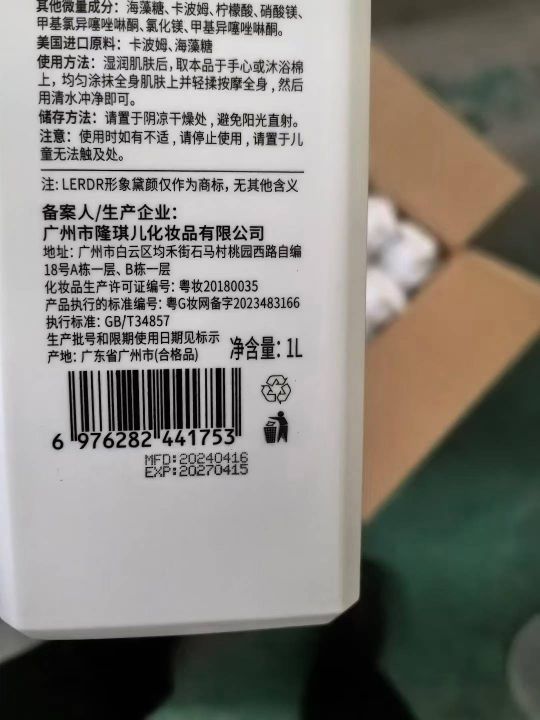 其他微量成分：海藻糖、卡波姆、柠檬酸、硝酸镁、
甲基氯异噻唑啉酮、氯化镁、甲基异噻唑啉酮。
美国进口原料：卡波姆、海藻糖
使用方法：湿润肌肤后，取本品于手心或沐浴棉
上，均匀涂抹全身肌肤上并轻揉按摩全身，然后
用清水冲净即可。
储存方法：请置于阴凉干燥处，避免阳光直射。
注意：使用时如有不适，请停止使用，请置于儿
童无法触及处。
注：LERDR形象黛颜仅作为商标，无其他含义
备案人/生产企业：
广州市隆琪儿化妆品有限公司
地址：广州市白云区均禾街石马村桃园西路自编
18号A栋一层、B栋一层
化妆品生产许可证编号：粤妆20180035
产品执行的标准编号：粤G妆网备字2023483166
执行标准：GB/T34857
生产批号和限期使用日期见标示
产地：广东省广州市(合格品)
净含量：1L
6 976282 441753
MFD:20240416
EXP:20270415